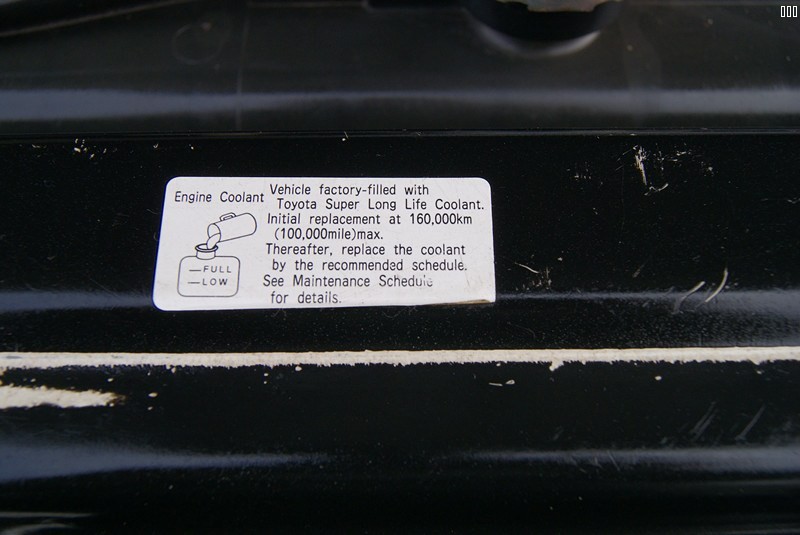 Engine Coolant
Vehicle factory-filled with
Toyota Super Long Life Coolant.
Initial replacement at 160,000km
(100,000mile)max.
Thereafter, replace the coolant
by the recommended schedule.
See Maintenance Schedule
for details.
—FULL
—LOW